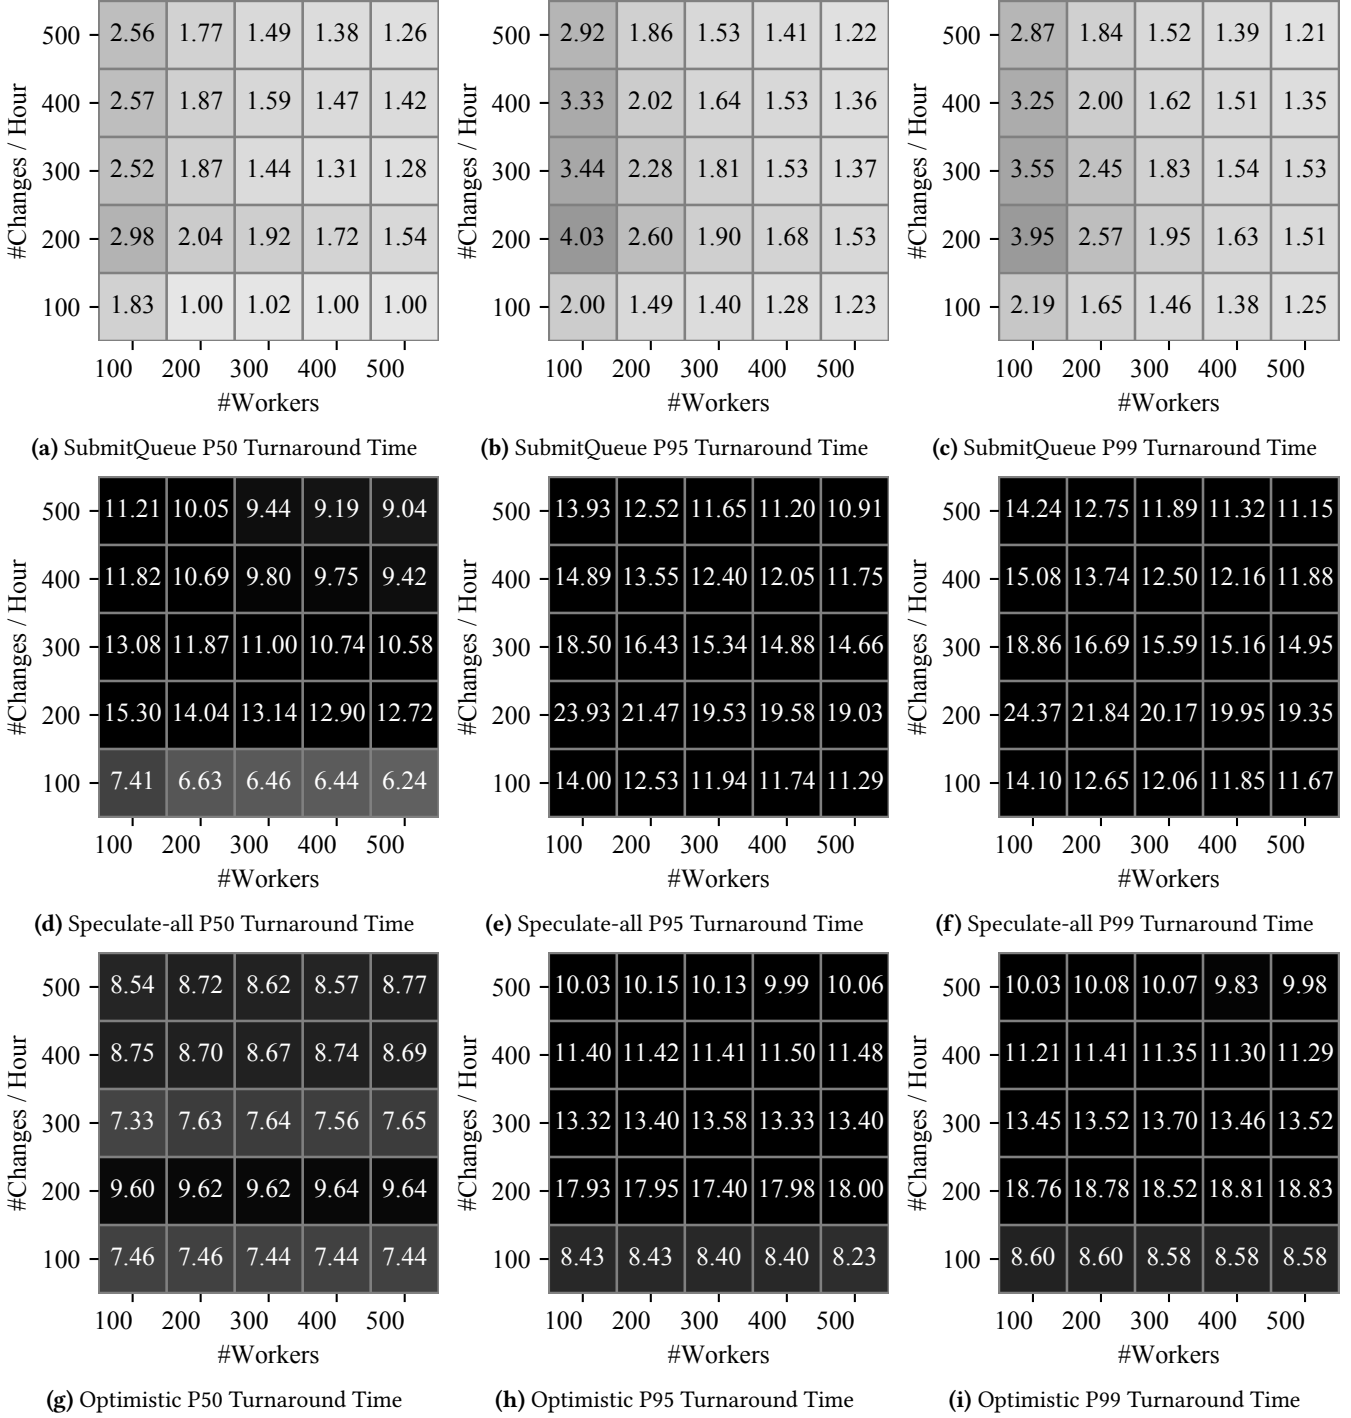 500 2.56 1.77 1.49 1.38 1.26
400 2.57 1.87 1.59 1.47 1.42
300 2.52 1.87 1.44 1.31 1.28
200 2.98 2.04 1.92 1.72 1.54
100 1.83 1.00 1.02 1.00 1.00
#Changes / Hour
100 200 300 400 500
#Workers
(a) SubmitQueue P50 Turnaround Time
500 2.92 1.86 1.53 1.41 1.22
400 3.33 2.02 1.64 1.53 1.36
300 3.44 2.28 1.81 1.53 1.37
200 4.03 2.60 1.90 1.68 1.53
100 2.00 1.49 1.40 1.28 1.23
#Changes / Hour
100 200 300 400 500
#Workers
(b) SubmitQueue P95 Turnaround Time
500 2.87 1.84 1.52 1.39 1.21
400 3.25 2.00 1.62 1.51 1.35
300 3.55 2.45 1.83 1.54 1.53
200 3.95 2.57 1.95 1.63 1.51
100 2.19 1.65 1.46 1.38 1.25
#Changes / Hour
100 200 300 400 500
#Workers
(c) SubmitQueue P99 Turnaround Time
500 11.21 10.05 9.44 9.19 9.04
400 11.82 10.69 9.80 9.75 9.42
300 13.08 11.87 11.00 10.74 10.58
200 15.30 14.04 13.14 12.90 12.72
100 7.41 6.63 6.46 6.44 6.24
#Changes / Hour
100 200 300 400 500
#Workers
(d) Speculate-all P50 Turnaround Time
500 13.93 12.52 11.65 11.20 10.91
400 14.89 13.55 12.40 12.05 11.75
300 18.50 16.43 15.34 14.88 14.66
200 23.93 21.47 19.53 19.58 19.03
100 14.00 12.53 11.94 11.74 11.29
#Changes / Hour
100 200 300 400 500
#Workers
(e) Speculate-all P95 Turnaround Time
500 14.24 12.75 11.89 11.32 11.15
400 15.08 13.74 12.50 12.16 11.88
300 18.86 16.69 15.59 15.16 14.95
200 24.37 21.84 20.17 19.95 19.35
100 14.10 12.65 12.06 11.85 11.67
#Changes / Hour
100 200 300 400 500
#Workers
(f) Speculate-all P99 Turnaround Time
500 8.54 8.72 8.62 8.57 8.77
400 8.75 8.70 8.67 8.74 8.69
300 7.33 7.63 7.64 7.56 7.65
200 9.60 9.62 9.62 9.64 9.64
100 7.46 7.46 7.44 7.44 7.44
#Changes / Hour
100 200 300 400 500
#Workers
(g) Optimistic P50 Turnaround Time
500 10.03 10.15 10.13 9.99 10.06
400 11.40 11.42 11.41 11.50 11.48
300 13.32 13.40 13.58 13.33 13.40
200 17.93 17.95 17.40 17.98 18.00
100 8.43 8.43 8.40 8.40 8.23
#Changes / Hour
100 200 300 400 500
#Workers
(h) Optimistic P95 Turnaround Time
500 10.03 10.08 10.07 9.83 9.98
400 11.21 11.41 11.35 11.30 11.29
300 13.45 13.52 13.70 13.46 13.52
200 18.76 18.78 18.52 18.81 18.83
100 8.60 8.60 8.58 8.58 8.58
#Changes / Hour
100 200 300 400 500
#Workers
(i) Optimistic P99 Turnaround Time